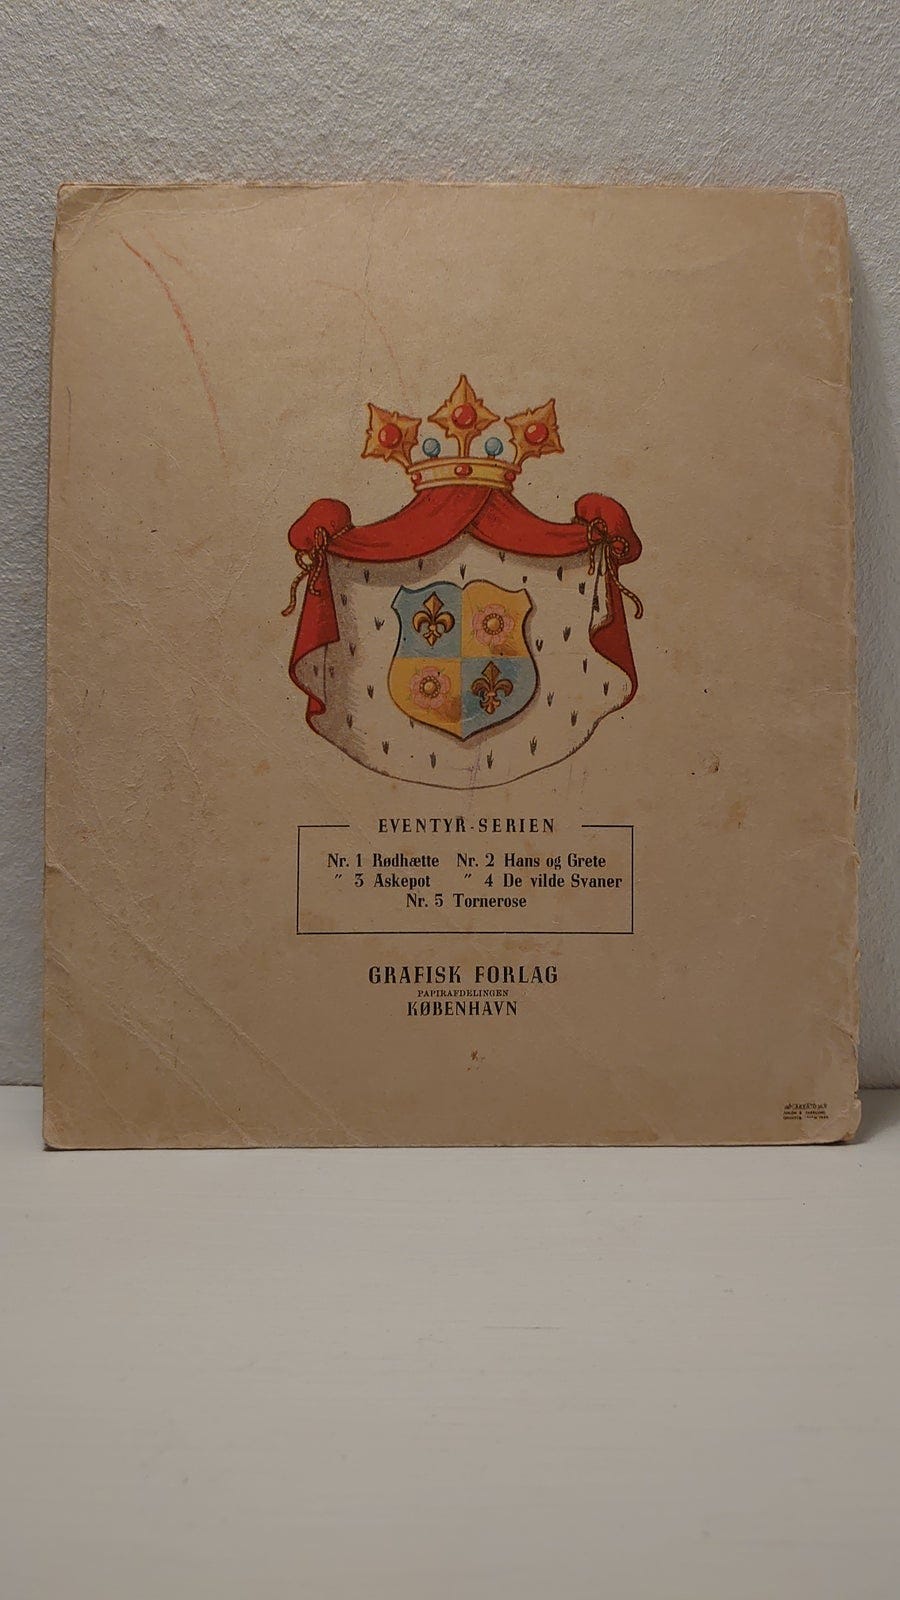 EVENTYR-SERIEN
Nr. 1 Rødhætte Nr. 2 Hans og Grete
" 3 Askepot " 4 De vilde Svaner
Nr. 5 Tornerose
GRAFISK FORLAG
PAPIRAFDELINGEN
KØBENHAVN